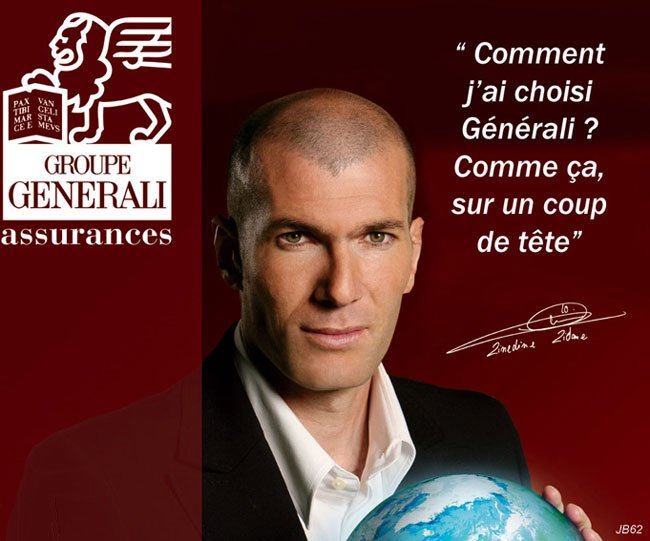 PAX
TIBI
MAR
CE E
VAN
GELI
STA
MEVS
GROUPE
GENERALI
assurances
“ Comment
j’ai choisi
Générali ?
Comme ça,
sur un coup
de tête”
Zinedine Zidane
JB62